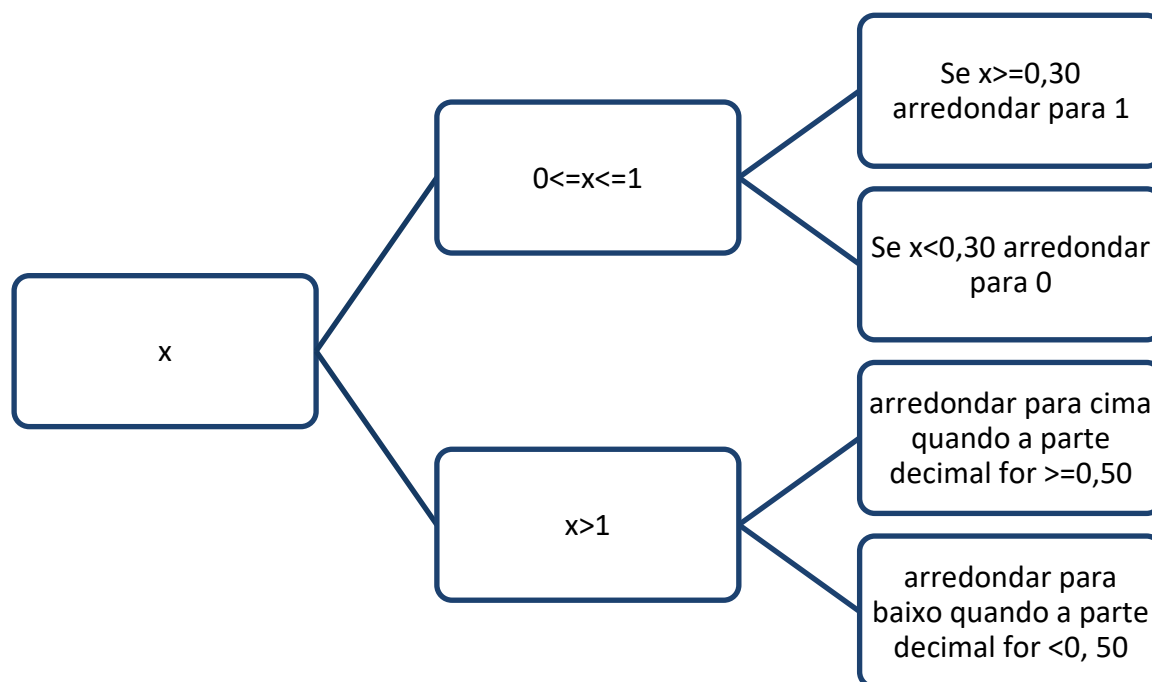 x
0<=x<=1
Se x>=0,30
arredondar para 1
Se x<0,30 arredondar
para 0
x>1
arredondar para cima
quando a parte
decimal for >=0,50
arredondar para
baixo quando a parte
decimal for <0, 50